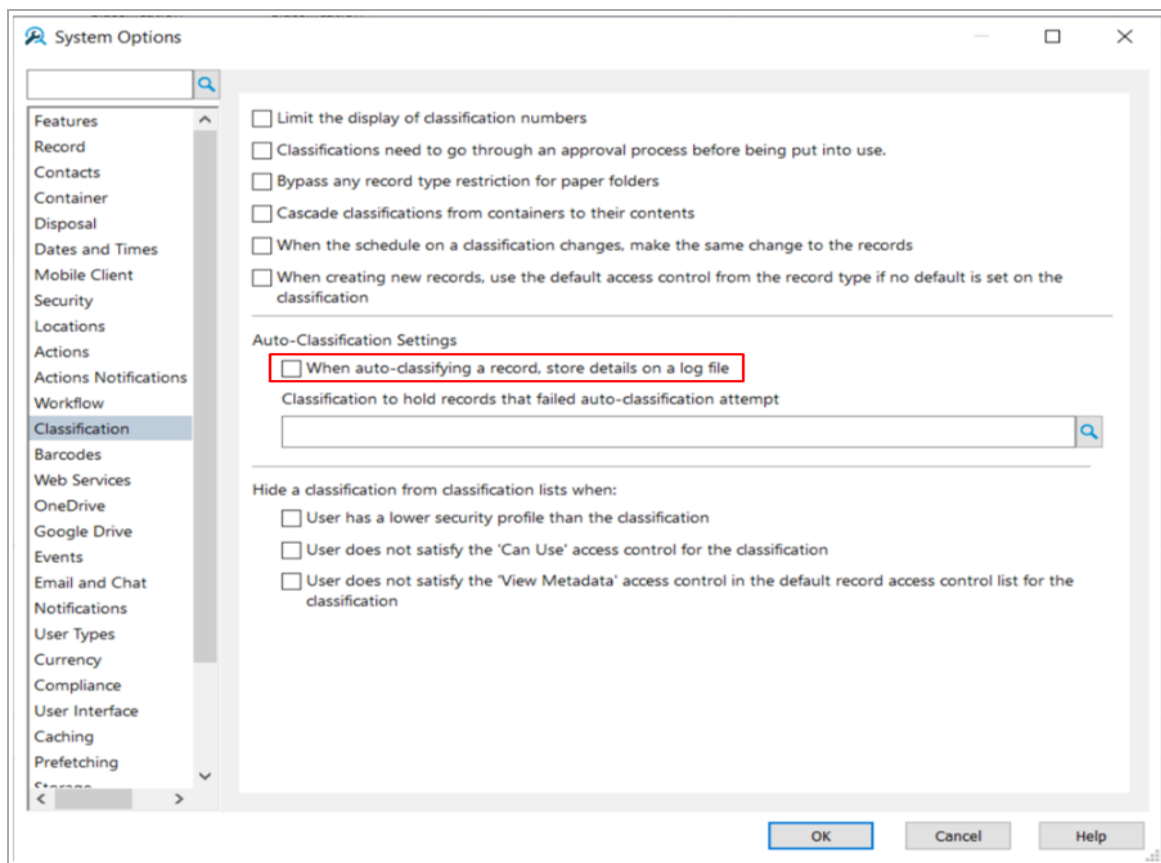 System Options
Features
Record
Contacts
Container
Disposal
Dates and Times
Mobile Client
Security
Locations
Actions
Actions Notifications
Workflow
Classification
Barcodes
Web Services
OneDrive
Google Drive
Events
Email and Chat
Notifications
User Types
Currency
Compliance
User Interface
Caching
Prefetching
Limit the display of classification numbers
Classifications need to go through an approval process before being put into use.
Bypass any record type restriction for paper folders
Cascade classifications from containers to their contents
When the schedule on a classification changes, make the same change to the records
When creating new records, use the default access control from the record type if no default is set on the
classification
Auto-Classification Settings
When auto-classifying a record, store details on a log file
Classification to hold records that failed auto-classification attempt
Hide a classification from classification lists when:
User has a lower security profile than the classification
User does not satisfy the 'Can Use' access control for the classification
User does not satisfy the 'View Metadata' access control in the default record access control list for the
classification
OK
Cancel
Help